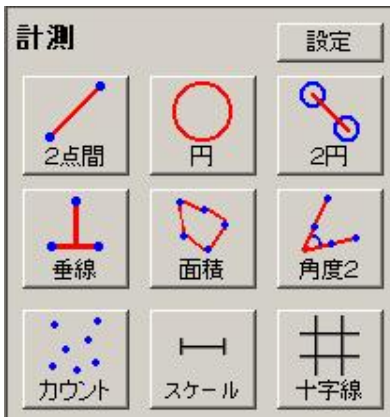 計測 設定
2点間 円 2円
垂線 面積 角度2
カウント スケール 十字線